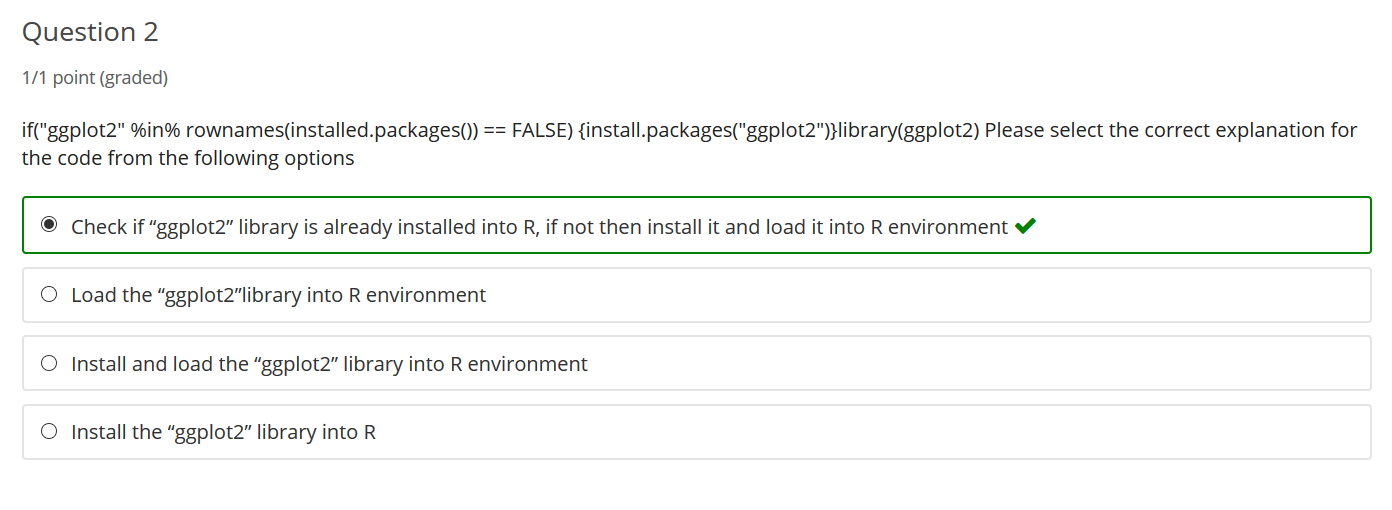 Question 2
1/1 point (graded)
if("ggplot2" %in% rownames(installed.packages()) == FALSE) {install.packages("ggplot2")}library(ggplot2) Please select the correct explanation for
the code from the following options
Check if “ggplot2” library is already installed into R, if not then install it and load it into R environment
Load the “ggplot2”library into R environment
Install and load the “ggplot2” library into R environment
Install the “ggplot2” library into R